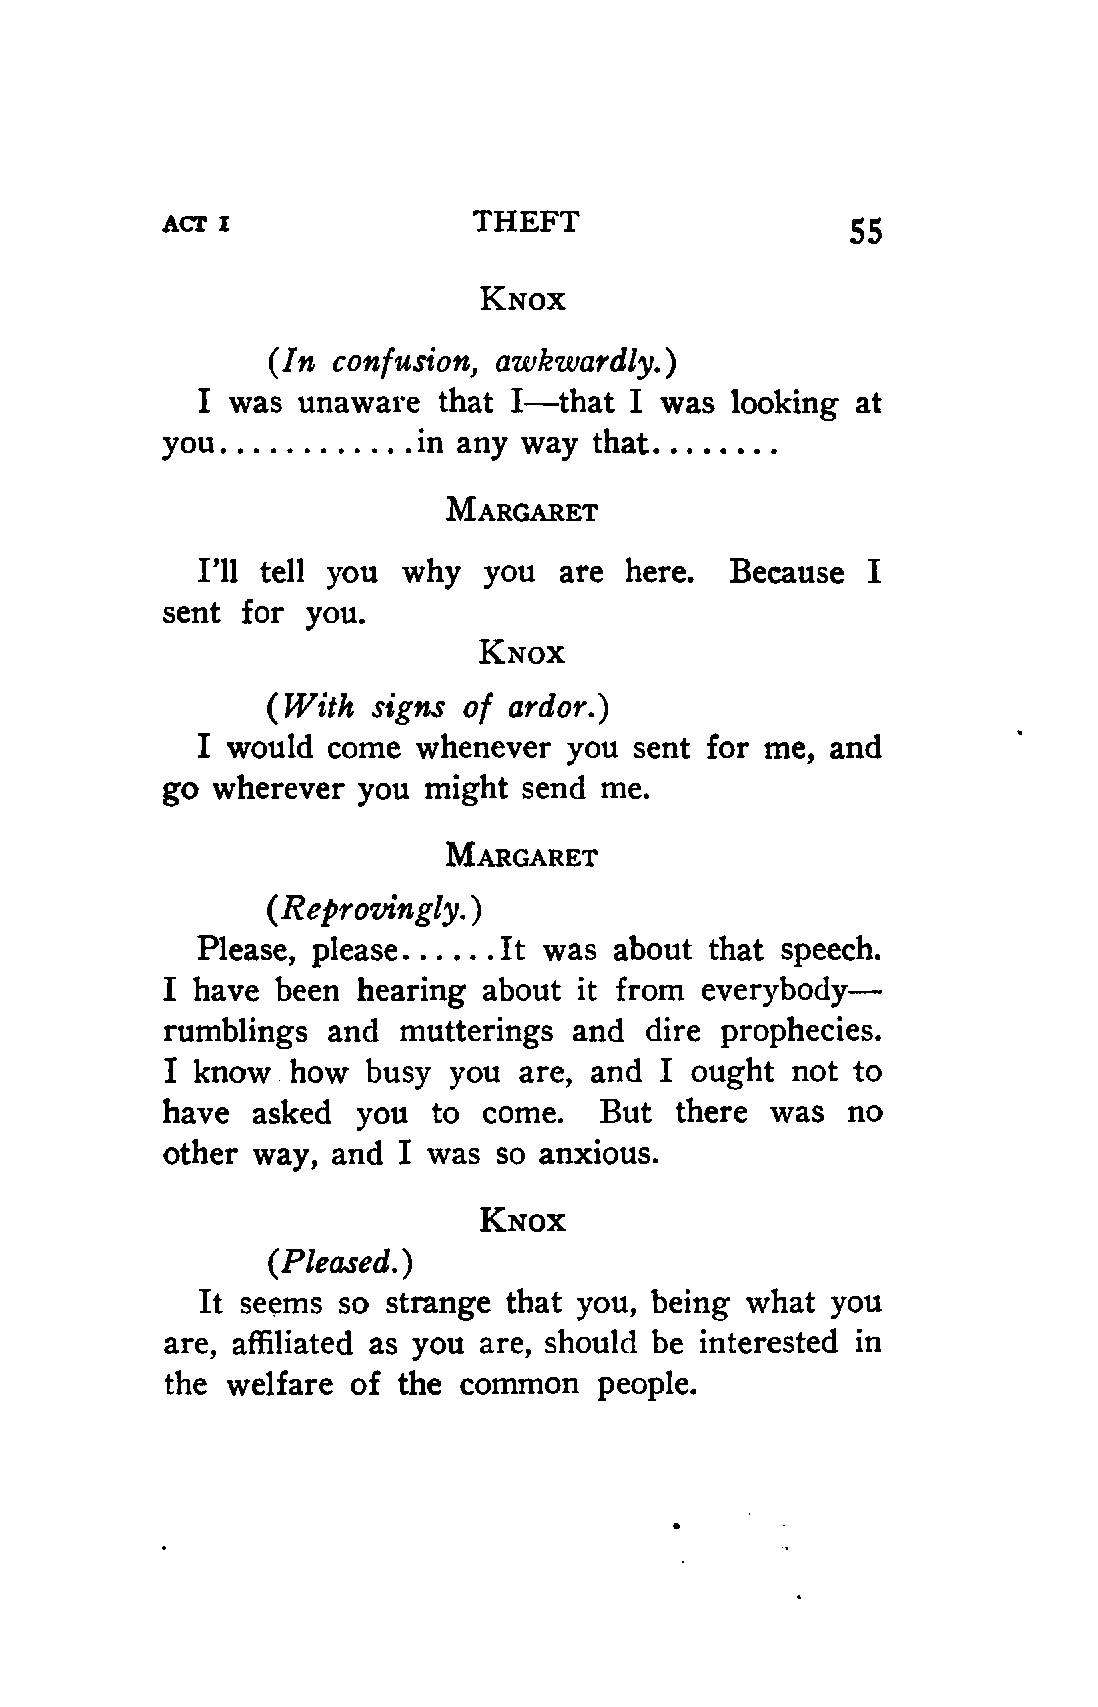 ACT I THEFT 55
KNOX
(In confusion, awkwardly.)
I was unaware that I—that I was looking at
you............in any way that........
MARGARET
I'll tell you why you are here. Because I
sent for you.
KNOX
(With signs of ardor.)
I would come whenever you sent for me, and
go wherever you might send me.
MARGARET
(Reprovingly.)
Please, please......It was about that speech.
I have been hearing about it from everybody—
rumblings and mutterings and dire prophecies.
I know how busy you are, and I ought not to
have asked you to come. But there was no
other way, and I was so anxious.
KNOX
(Pleased.)
It seems so strange that you, being what you
are, affiliated as you are, should be interested in
the welfare of the common people.